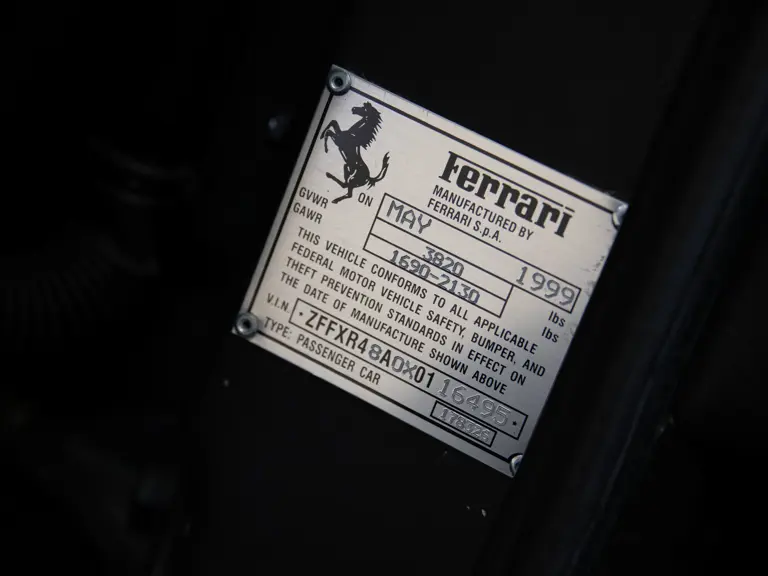 Ferrari
MANUFACTURED BY
FERRARI S.p.A.
ON MAY 1999
GVWR 3820 lbs
GAWR 1690-2130 lbs
THIS VEHICLE CONFORMS TO ALL APPLICABLE
FEDERAL MOTOR VEHICLE SAFETY, BUMPER, AND
THEFT PREVENTION STANDARDS IN EFFECT ON
THE DATE OF MANUFACTURE SHOWN ABOVE
V.I.N. ·ZFFXR48A0X0116495·
TYPE: PASSENGER CAR